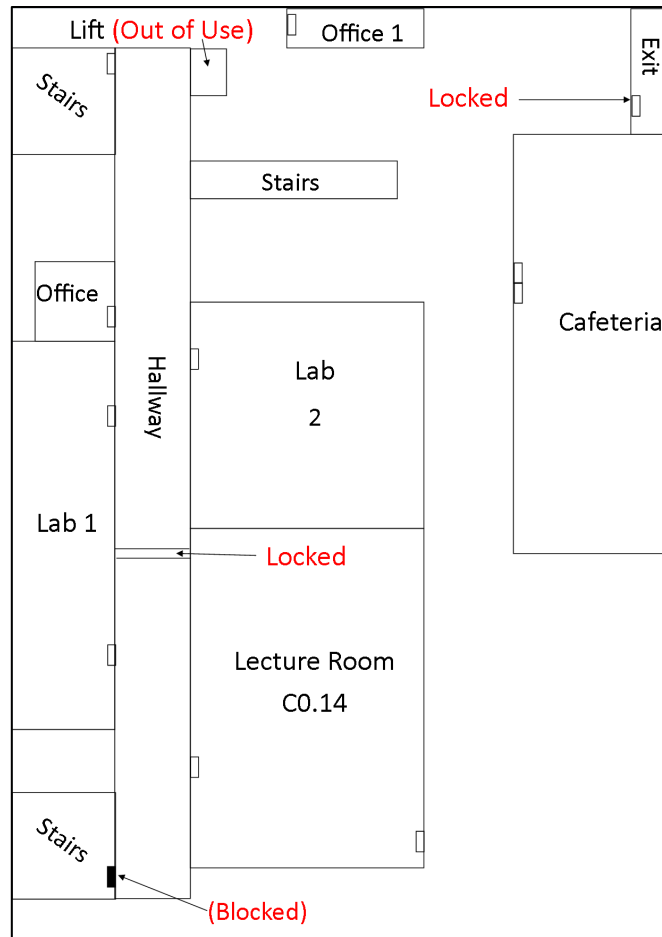 Lift (Out of Use)
Office 1
Exit
Stairs
Locked
Stairs
Office
Cafeteria
Hallway
Lab
2
Lab 1
Locked
Lecture Room
C0.14
Stairs
(Blocked)